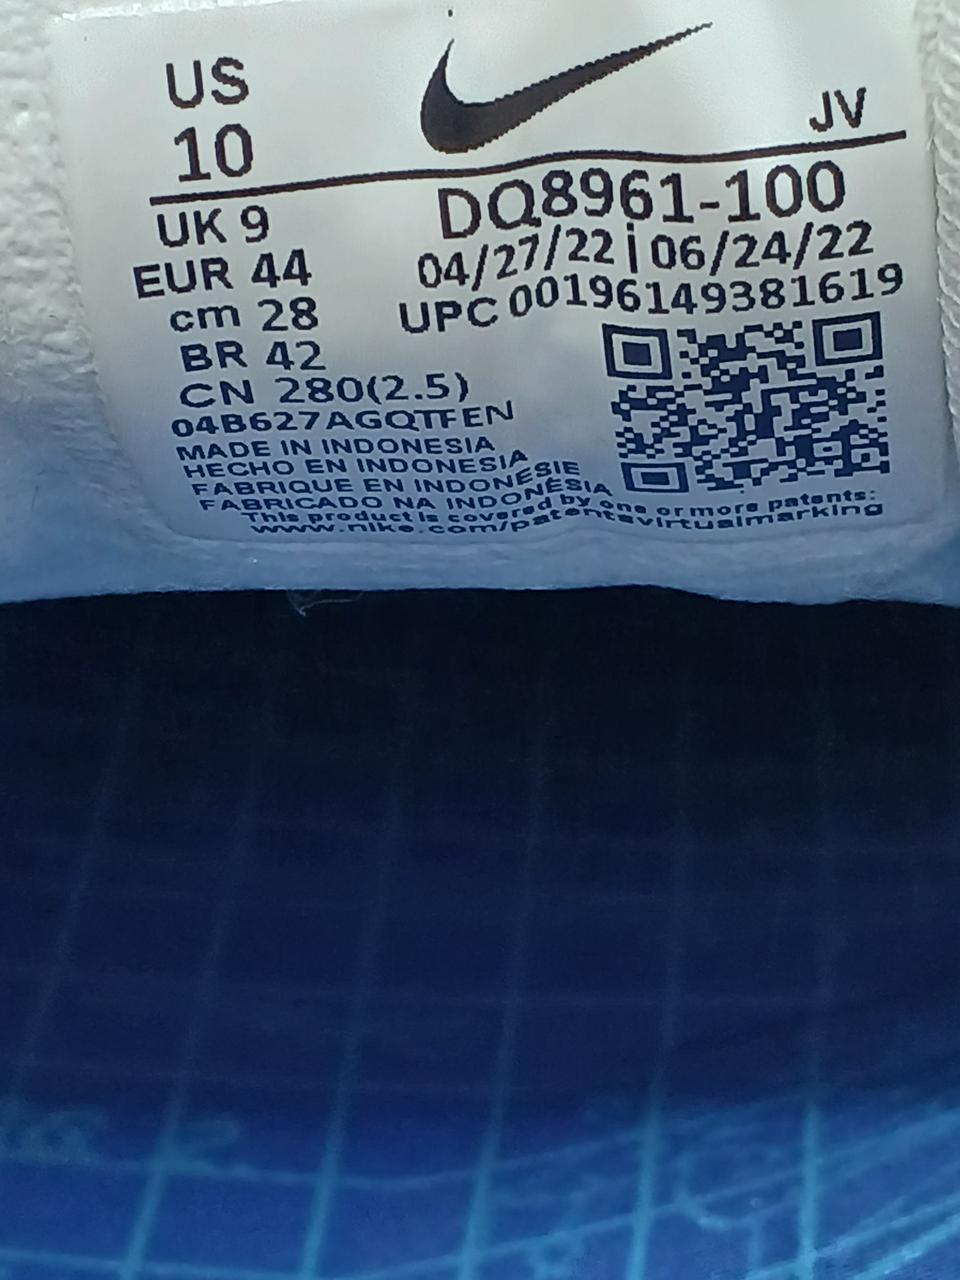 US
10
JV
UK 9
EUR 44
cm 28
BR 42
CN 280(2.5)
DQ8961-100
04/27/22 | 06/24/22
UPC 00196149381619
04B627AGQTFEN
MADE IN INDONESIA
HECHO EN INDONESIA
FABRIQUE EN INDONESIE
FABRICADO NA INDONESIA
This product is covered by one or more patents:
www.nike.com/patentsvirtualmarking